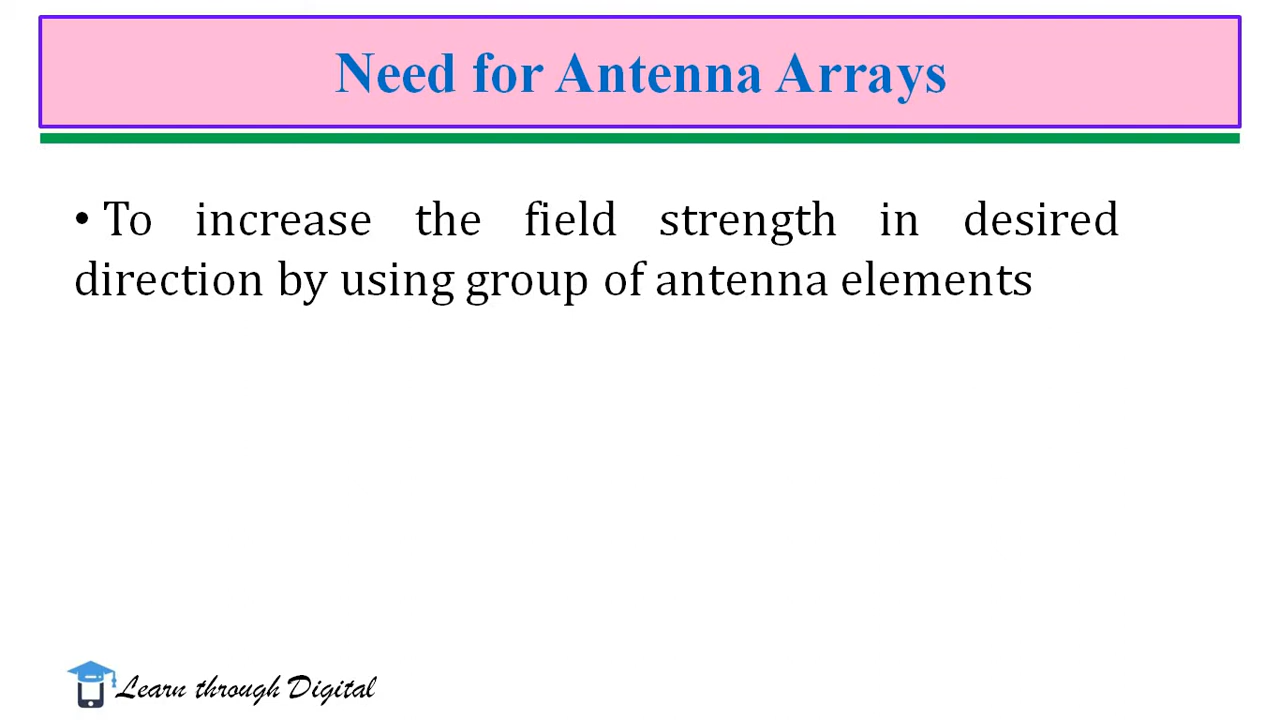 Need for Antenna Arrays
• To increase the field strength in desired
direction by using group of antenna elements
Learn through Digital